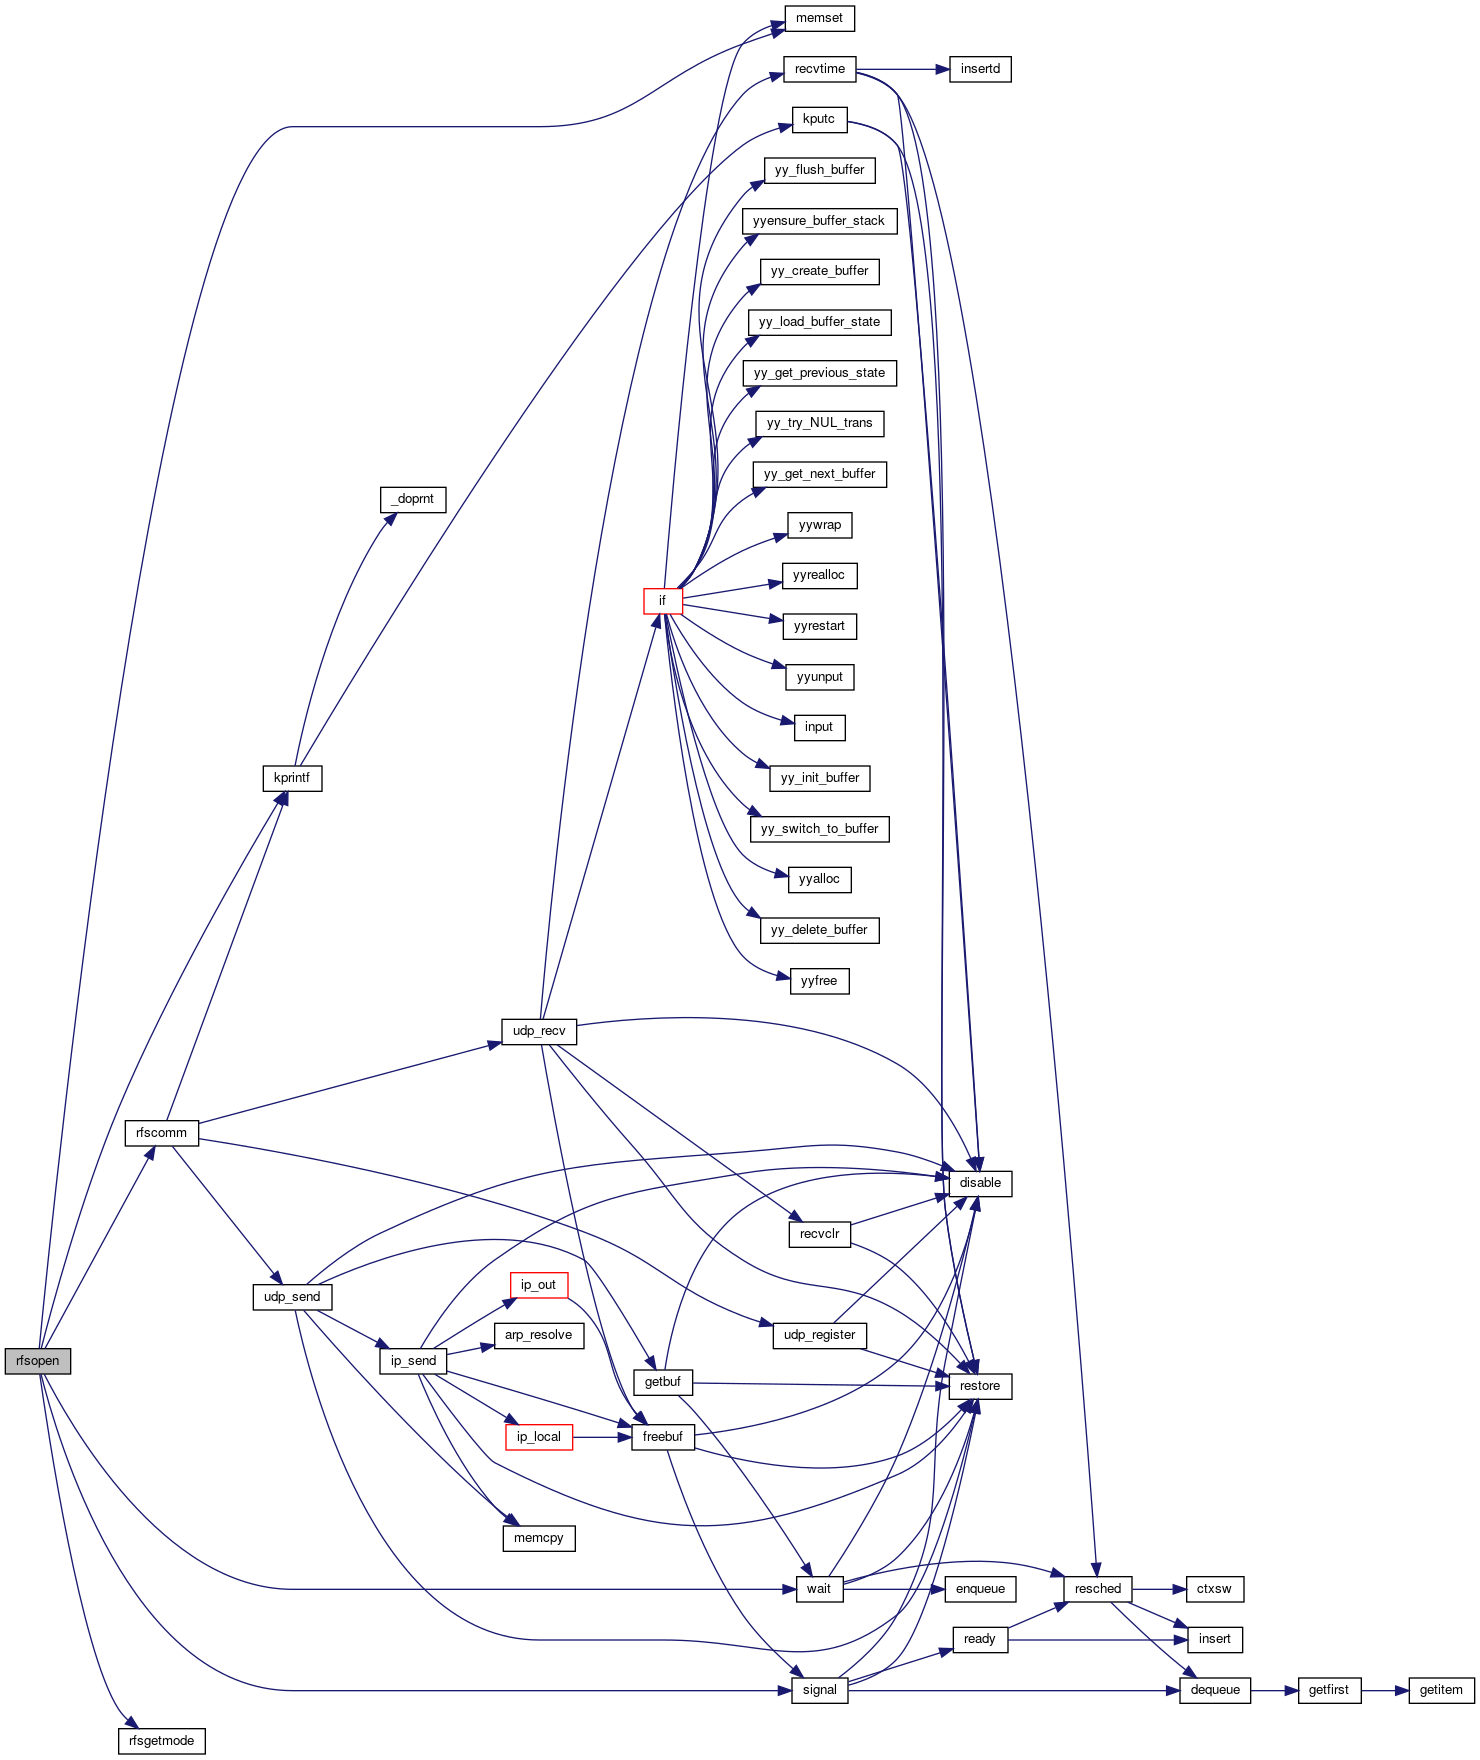 memset
recvtime
insertd
kputc
yy_flush_buffer
yyensure_buffer_stack
yy_create_buffer
yy_load_buffer_state
yy_get_previous_state
yy_try_NUL_trans
yy_get_next_buffer
_doprnt
yywrap
yyrealloc
if
yyrestart
yyunput
input
kprintf
yy_init_buffer
yy_switch_to_buffer
yyalloc
yy_delete_buffer
yyfree
udp_recv
rfscomm
disable
recvclr
ip_out
udp_send
arp_resolve
udp_register
rfsopen
ip_send
getbuf
restore
ip_local
freebuf
memcpy
wait
enqueue
resched
ctxsw
ready
insert
signal
dequeue
getfirst
getitem
rfsgetmode